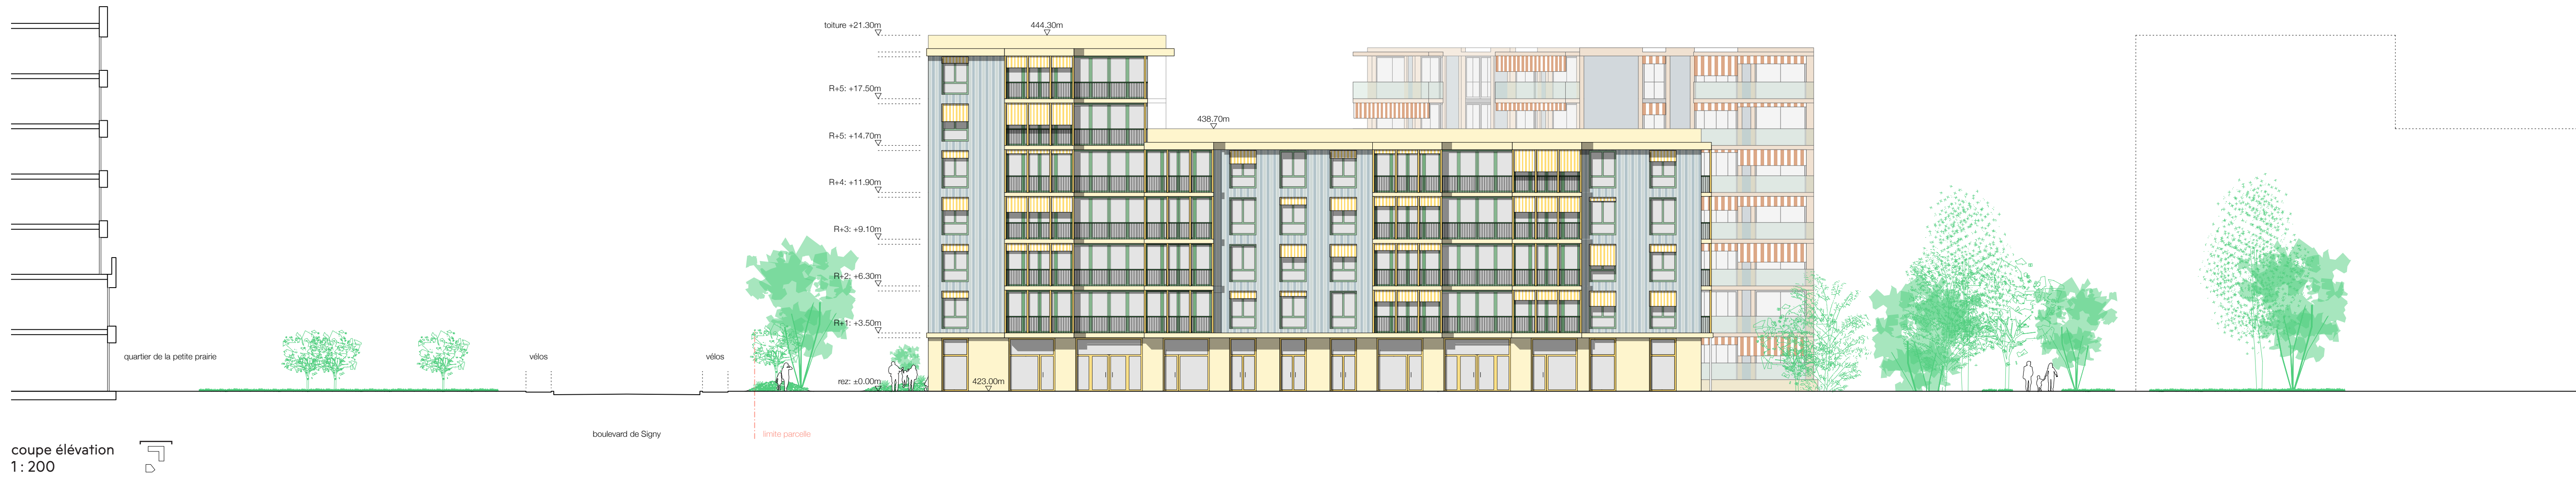 toiture +21.30m
444.30m
R+5: +17.50m
438.70m
R+5: +14.70m
R+4: +11.90m
R+3: +9.10m
R+2: +6.30m
R+1: +3.50m
quartier de la petite prairie
vélos
vélos
rez: ±0.00m
423.00m
boulevard de Signy
limite parcelle
coupe élévation
1 : 200